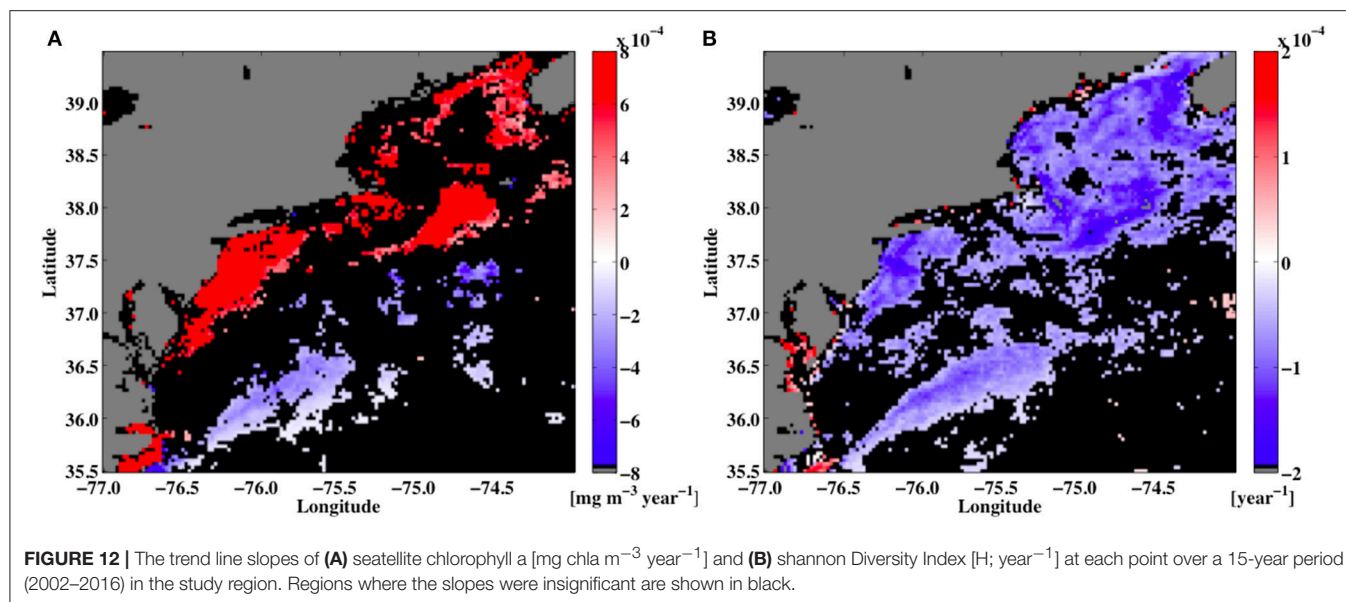 A
B
x 10⁻⁴
x 10⁻⁴
8
6
4
2
0
−2
−4
−6
−8
2
1
0
−1
−2
39.0
38.5
38.0
37.5
37.0
36.5
36.0
35.5
Latitude
39.0
38.5
38.0
37.5
37.0
36.5
36.0
35.5
Latitude
−77.0 −76.5 −76.0 −75.5 −75.0 −74.5
Longitude
[mg m⁻³ year⁻¹]
−77.0 −76.5 −76.0 −75.5 −75.0 −74.5
Longitude
[year⁻¹]
FIGURE 12 | The trend line slopes of (A) seatellite chlorophyll a [mg chla m⁻³ year⁻¹] and (B) shannon Diversity Index [H; year⁻¹] at each point over a 15-year period
(2002–2016) in the study region. Regions where the slopes were insignificant are shown in black.